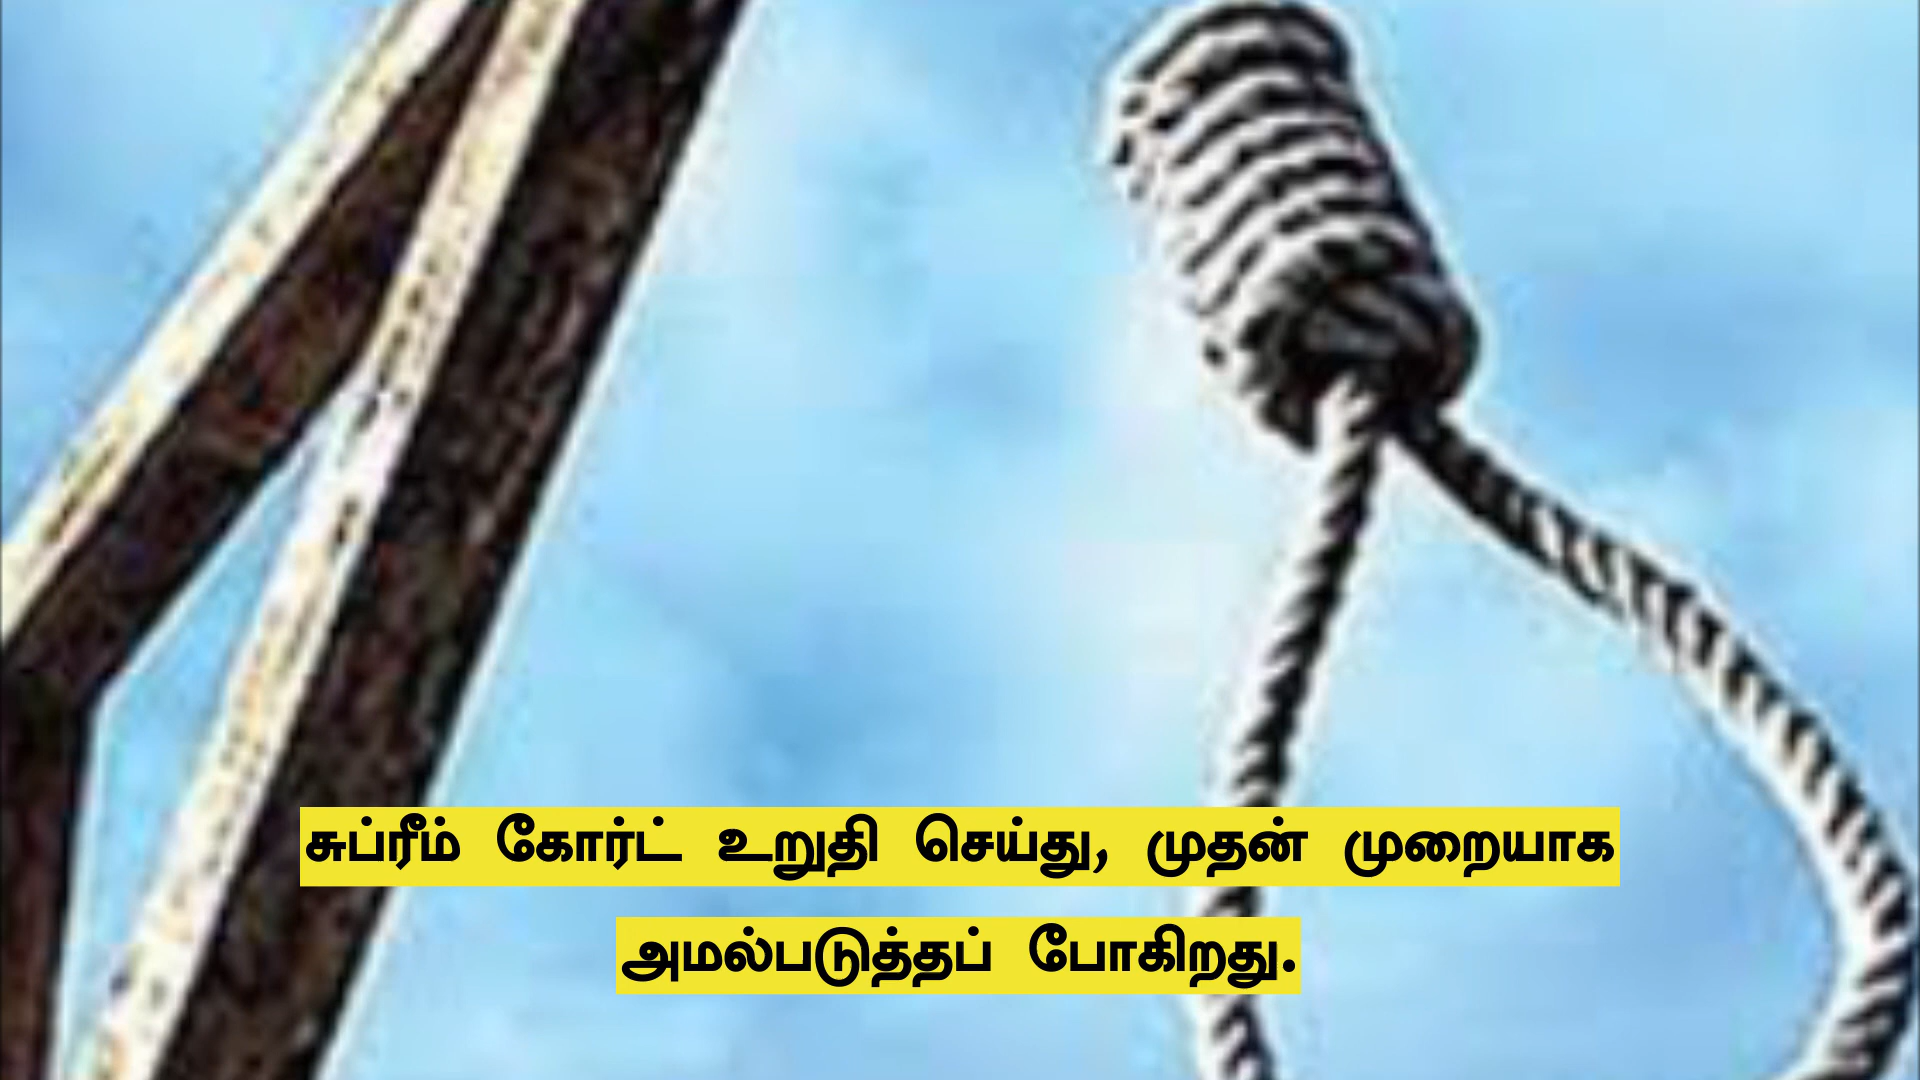 சுப்ரீம் கோர்ட் உறுதி செய்து, முதன் முறையாக
அமல்படுத்தப் போகிறது.